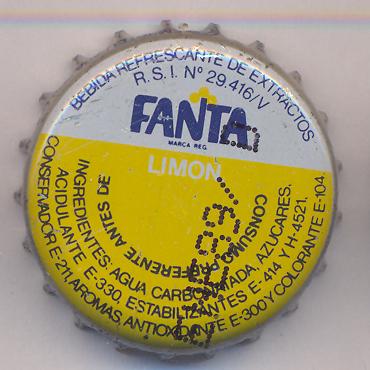 BEBIDA REFRESCANTE DE EXTRACTOS
R.S.I. Nº 29.416/V
FANTA
MARCA REG.
LIMON
CONSUMO PREFERENTE ANTES DE
INGREDIENTES: AGUA CARBONATADA, AZUCARES.
ACIDULANTE E-330, ESTABILIZANTES E-414 Y H-4521.
CONSERVADOR E-211, AROMAS, ANTIOXIDANTE E-300 Y COLORANTE E-104.